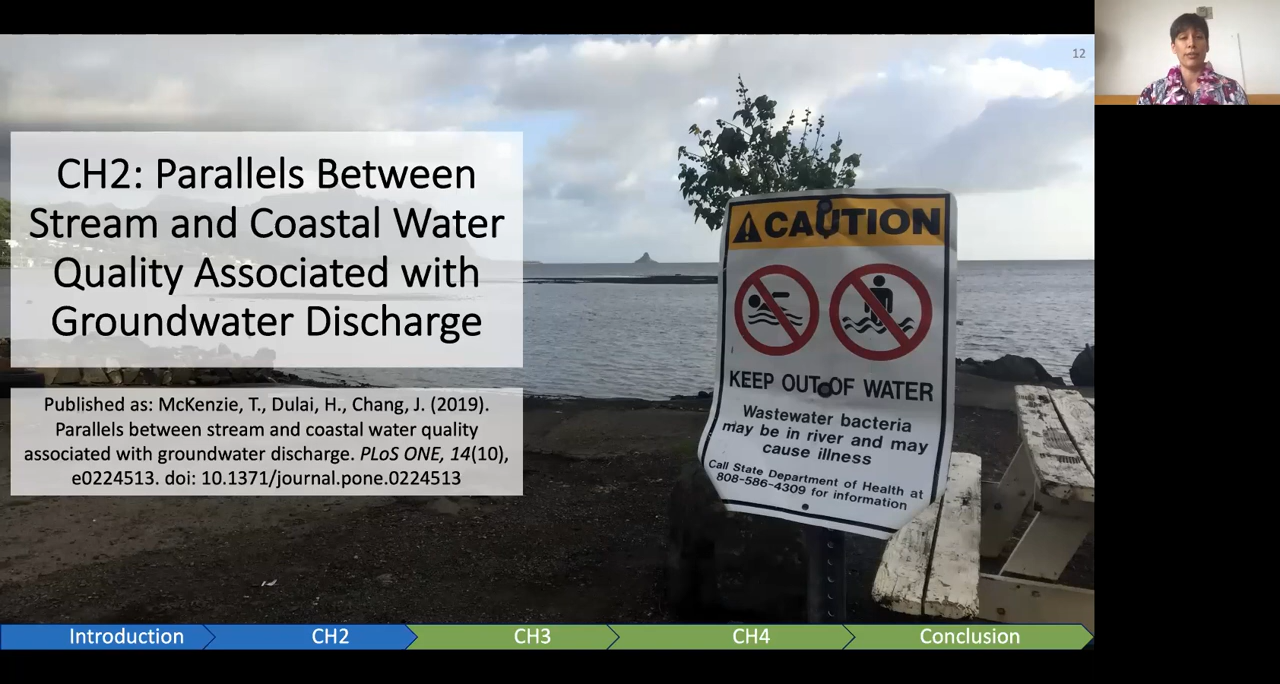 12
CH2: Parallels Between
Stream and Coastal Water
Quality Associated with
Groundwater Discharge
Published as: McKenzie, T., Dulai, H., Chang, J. (2019).
Parallels between stream and coastal water quality
associated with groundwater discharge. PLoS ONE, 14(10),
e0224513. doi: 10.1371/journal.pone.0224513
CAUTION
KEEP OUT OF WATER
Wastewater bacteria
may be in river and may
cause illness
Call State Department of Health at
808-586-4309 for information
Introduction
CH2
CH3
CH4
Conclusion